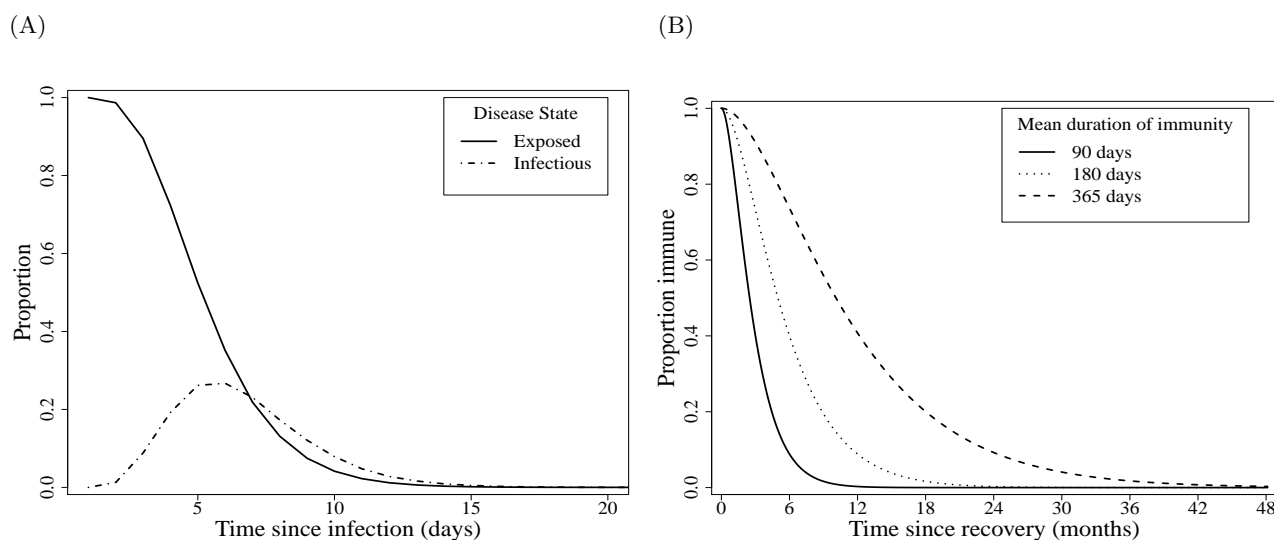 (A)
(B)
Disease State
Exposed
Infectious
Proportion
0.0
0.2
0.4
0.6
0.8
1.0
5
10
15
20
Time since infection (days)
Mean duration of immunity
90 days
180 days
365 days
Proportion immune
0.0
0.2
0.4
0.6
0.8
1.0
0
6
12
18
24
30
36
42
48
Time since recovery (months)